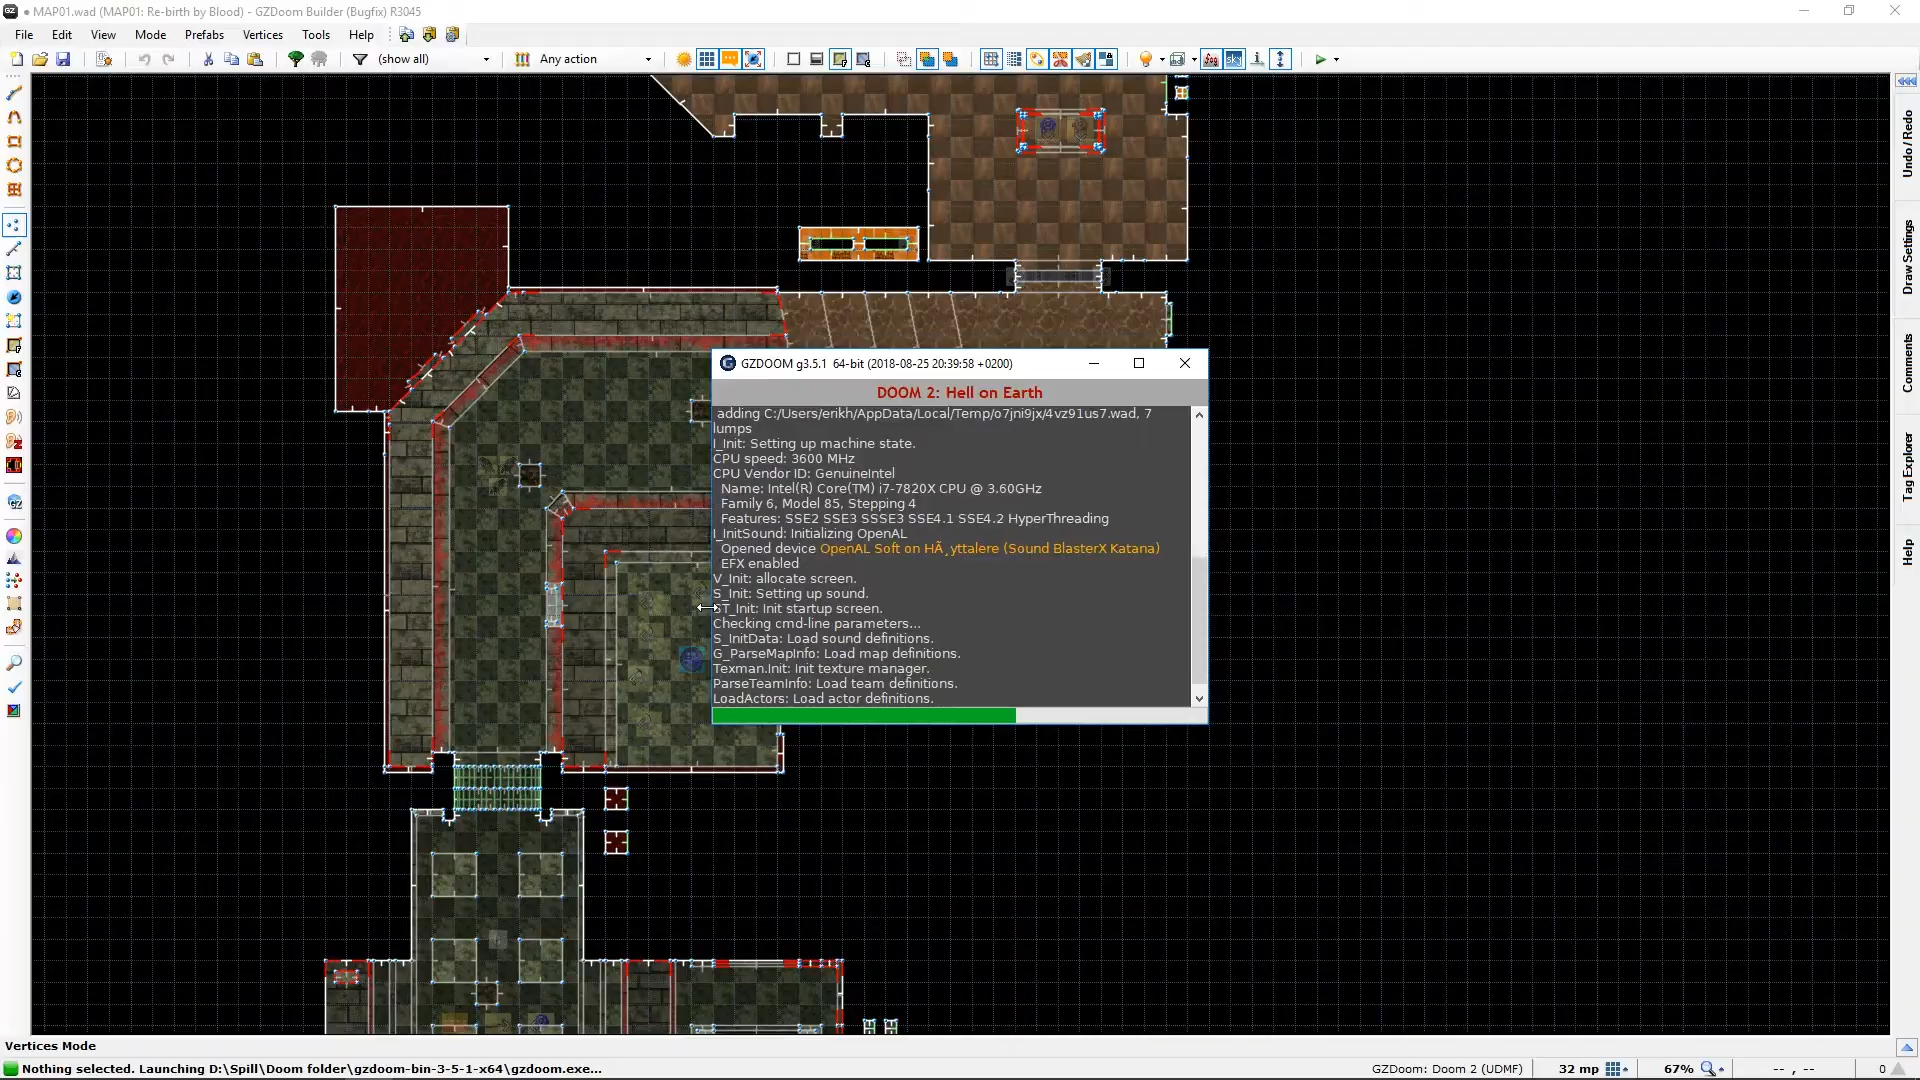 MAP01.wad (MAP01: Re-birth by Blood) - GZDoom Builder (Bugfix) R3045
File Edit View Mode Prefabs Vertices Tools Help
(show all) Any action
Undo / Redo
Draw Settings
Comments
Tag Explorer
Help
GZDOOM g3.5.1 64-bit (2018-08-25 20:39:58 +0200)
DOOM 2: Hell on Earth
adding C:/Users/erikh/AppData/Local/Temp/o7jni9jx/4vz91us7.wad, 7
lumps
I_Init: Setting up machine state.
CPU speed: 3600 MHz
CPU Vendor ID: GenuineIntel
Name: Intel(R) Core(TM) i7-7820X CPU @ 3.60GHz
Family 6, Model 85, Stepping 4
Features: SSE2 SSE3 SSSE3 SSE4.1 SSE4.2 HyperThreading
I_InitSound: Initializing OpenAL
Opened device OpenAL Soft on HÃ¸yttalere (Sound BlasterX Katana)
EFX enabled
V_Init: allocate screen.
S_Init: Setting up sound.
ST_Init: Init startup screen.
Checking cmd-line parameters...
S_InitData: Load sound definitions.
G_ParseMapInfo: Load map definitions.
Texman.Init: Init texture manager.
ParseTeamInfo: Load team definitions.
LoadActors: Load actor definitions.
Vertices Mode
Nothing selected. Launching D:\Spill\Doom folder\gzdoom-bin-3-5-1-x64\gzdoom.exe... GZDoom: Doom 2 (UDMF) 32 mp 67% -- , -- 0